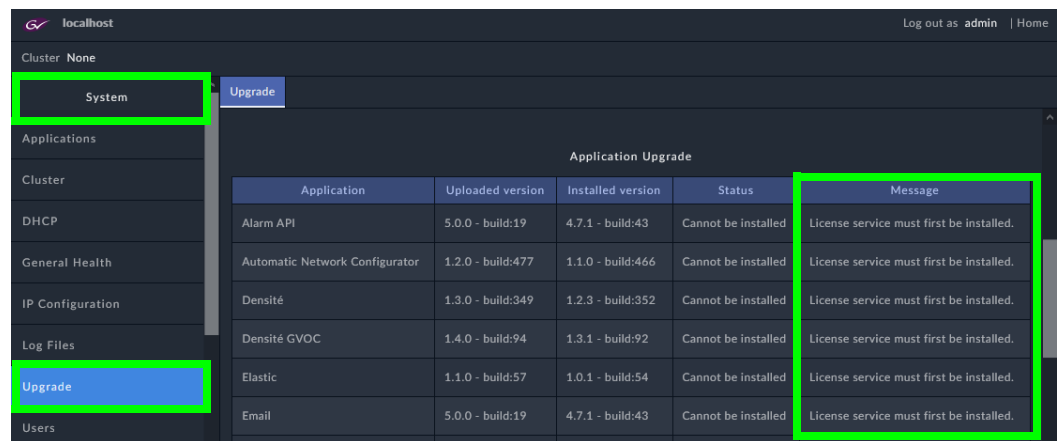 GV localhost Log out as admin | Home
Cluster None
System
Upgrade
Applications
Cluster
DHCP
General Health
IP Configuration
Log Files
Upgrade
Users
Application Upgrade
Application Uploaded version Installed version Status Message
Alarm API 5.0.0 - build:19 4.7.1 - build:43 Cannot be installed License service must first be installed.
Automatic Network Configurator 1.2.0 - build:477 1.1.0 - build:466 Cannot be installed License service must first be installed.
Densité 1.3.0 - build:349 1.2.3 - build:352 Cannot be installed License service must first be installed.
Densité GVOC 1.4.0 - build:94 1.3.1 - build:92 Cannot be installed License service must first be installed.
Elastic 1.1.0 - build:57 1.0.1 - build:54 Cannot be installed License service must first be installed.
Email 5.0.0 - build:19 4.7.1 - build:43 Cannot be installed License service must first be installed.